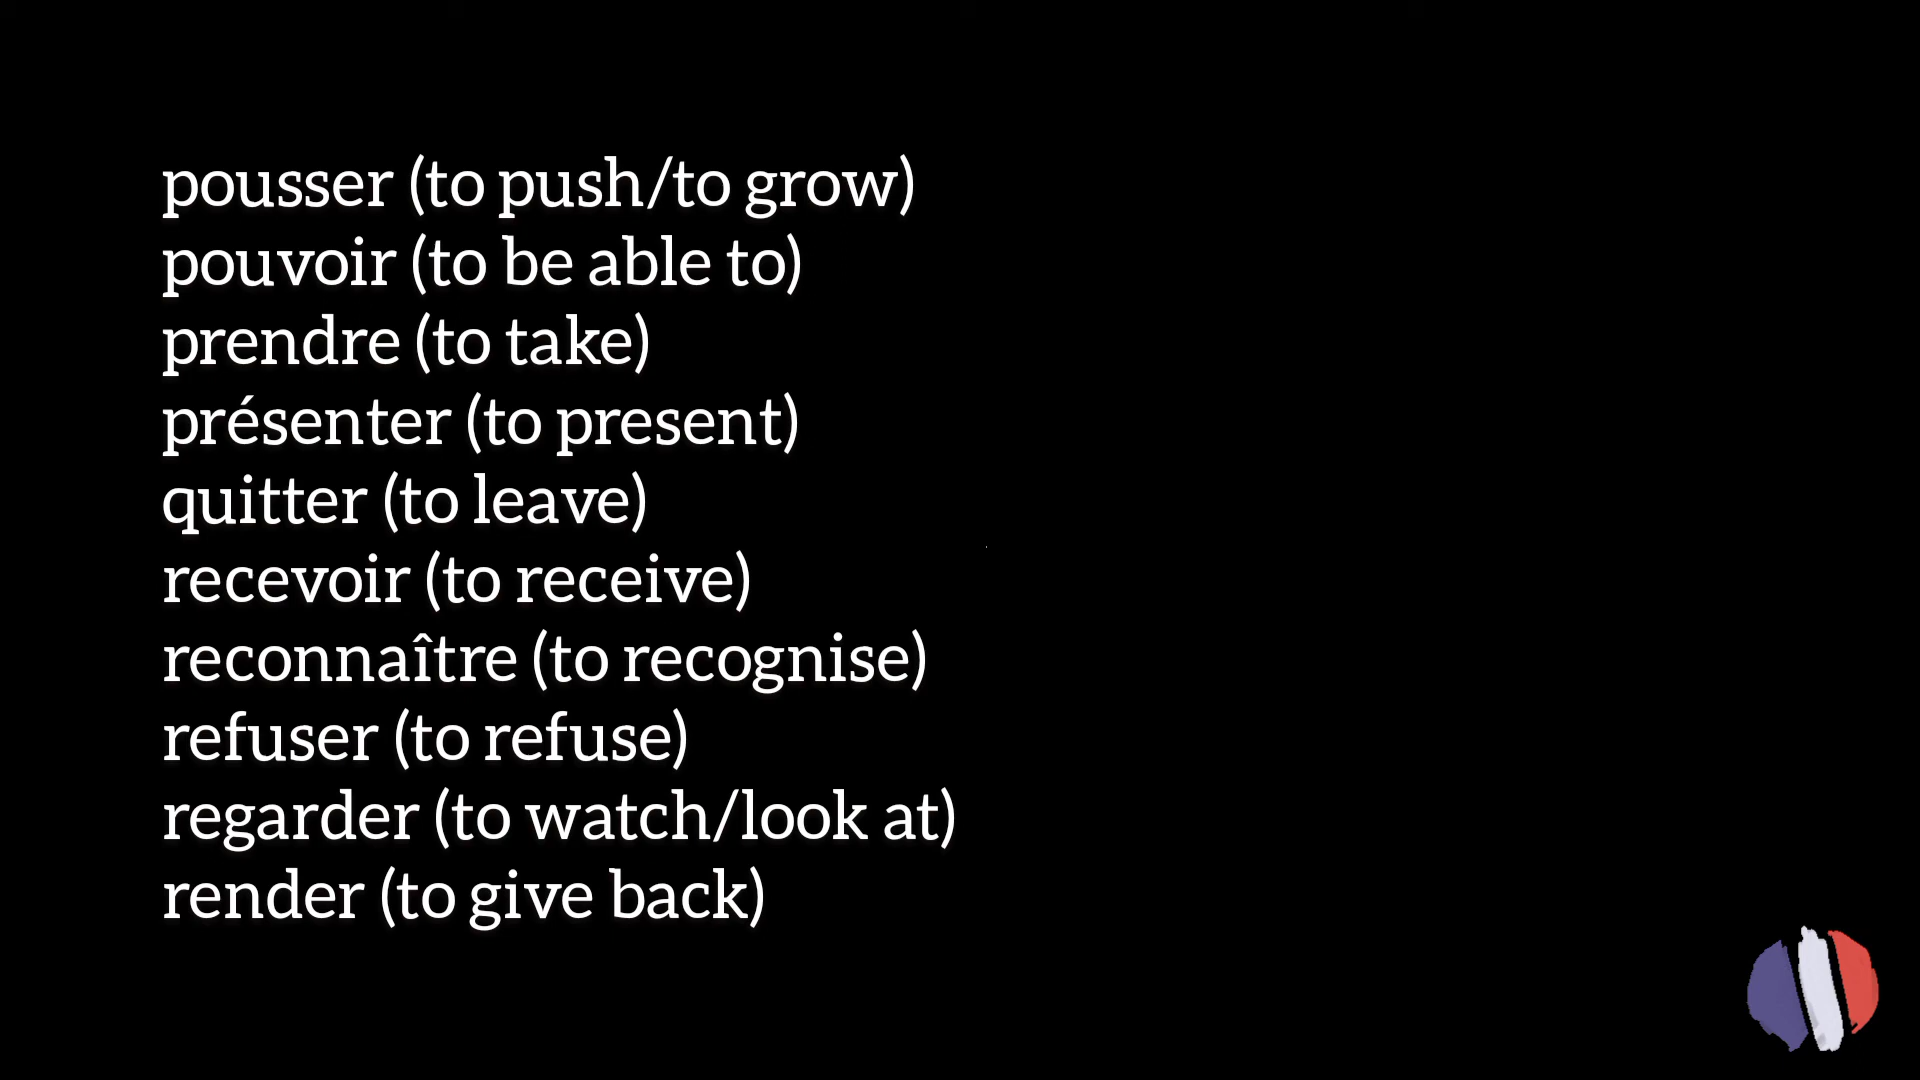 pousser (to push/to grow)
pouvoir (to be able to)
prendre (to take)
présenter (to present)
quitter (to leave)
recevoir (to receive)
reconnaître (to recognise)
refuser (to refuse)
regarder (to watch/look at)
render (to give back)